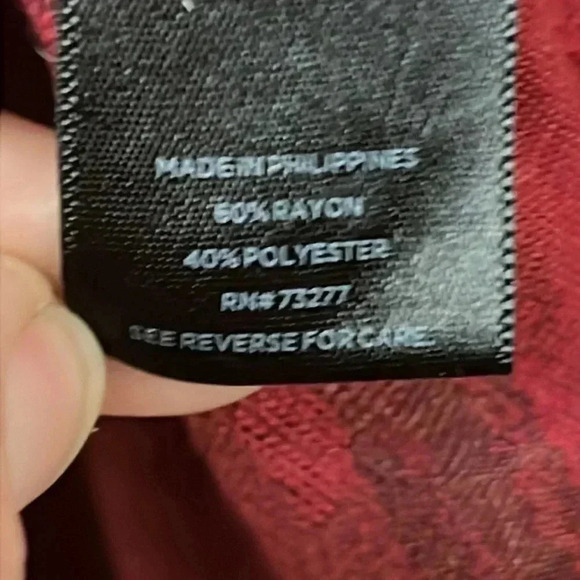 MADE IN PHILIPPINES
60% RAYON
40% POLYESTER
RN# 73277
SEE REVERSE FOR CARE.